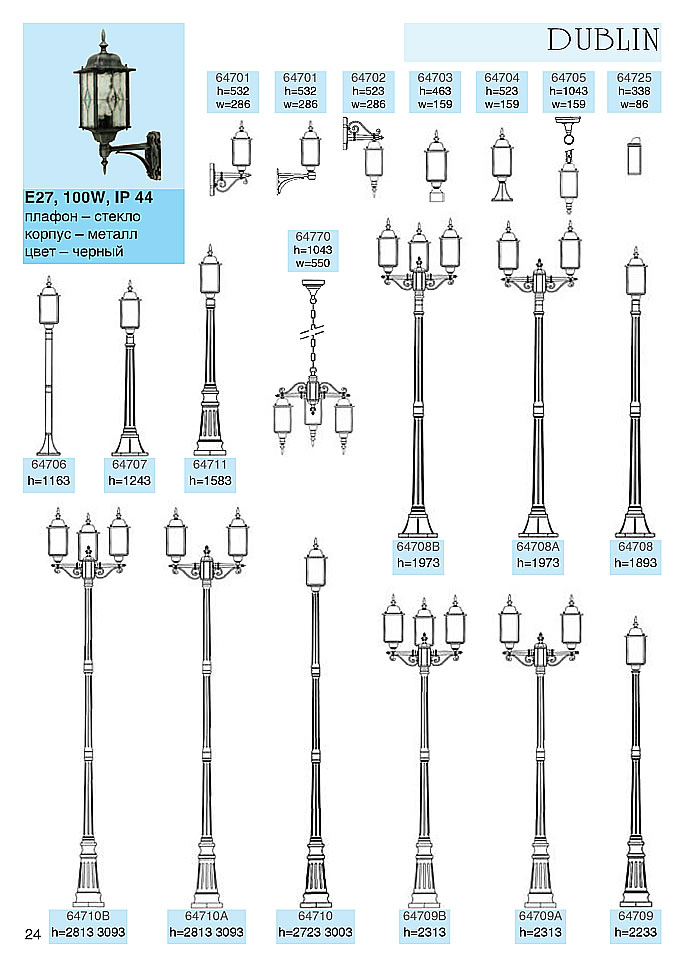 DUBLIN
E27, 100W, IP 44
плафон – стекло
корпус – металл
цвет – черный
64701
h=532
w=286
64701
h=532
w=286
64702
h=523
w=286
64703
h=463
w=159
64704
h=523
w=159
64705
h=1043
w=159
64725
h=338
w=86
64770
h=1043
w=550
64706
h=1163
64707
h=1243
64711
h=1583
64708B
h=1973
64708A
h=1973
64708
h=1893
64710B
h=2813 3093
64710A
h=2813 3093
64710
h=2723 3003
64709B
h=2313
64709A
h=2313
64709
h=2233
24